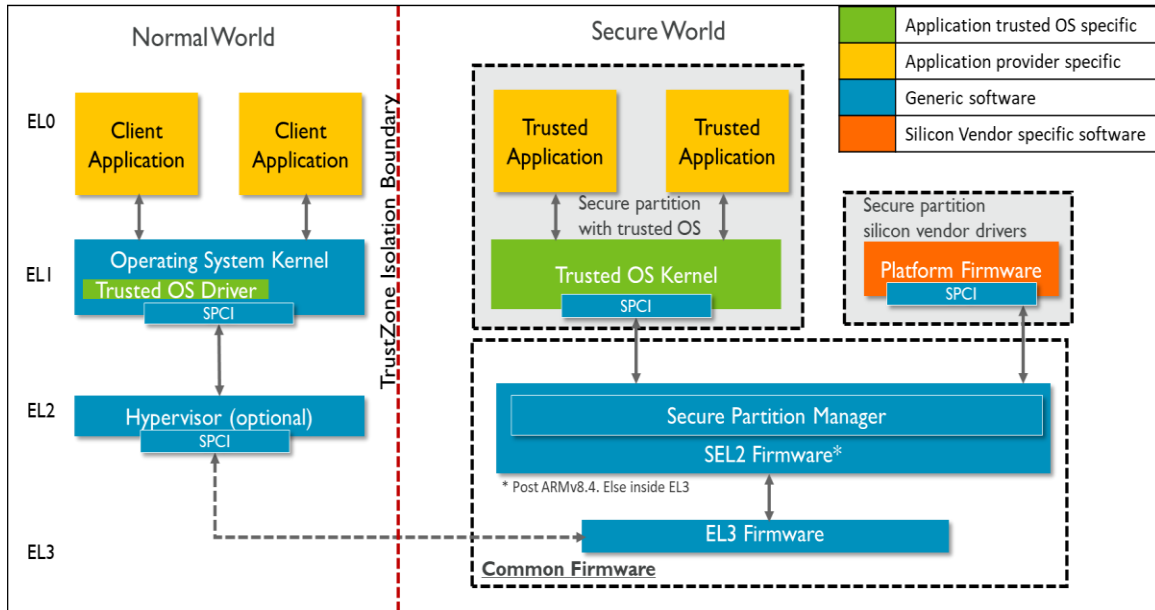 Normal World
Secure World
Application trusted OS specific
Application provider specific
Generic software
Silicon Vendor specific software
EL0
Client
Application
Client
Application
Trusted
Application
Trusted
Application
TrustZone Isolation Boundary
Secure partition
with trusted OS
Secure partition
silicon vendor drivers
EL1
Operating System Kernel
Trusted OS Driver
SPCI
Trusted OS Kernel
SPCI
Platform Firmware
SPCI
EL2
Hypervisor (optional)
SPCI
Secure Partition Manager
SEL2 Firmware*
* Post ARMv8.4. Else inside EL3
EL3
EL3 Firmware
Common Firmware